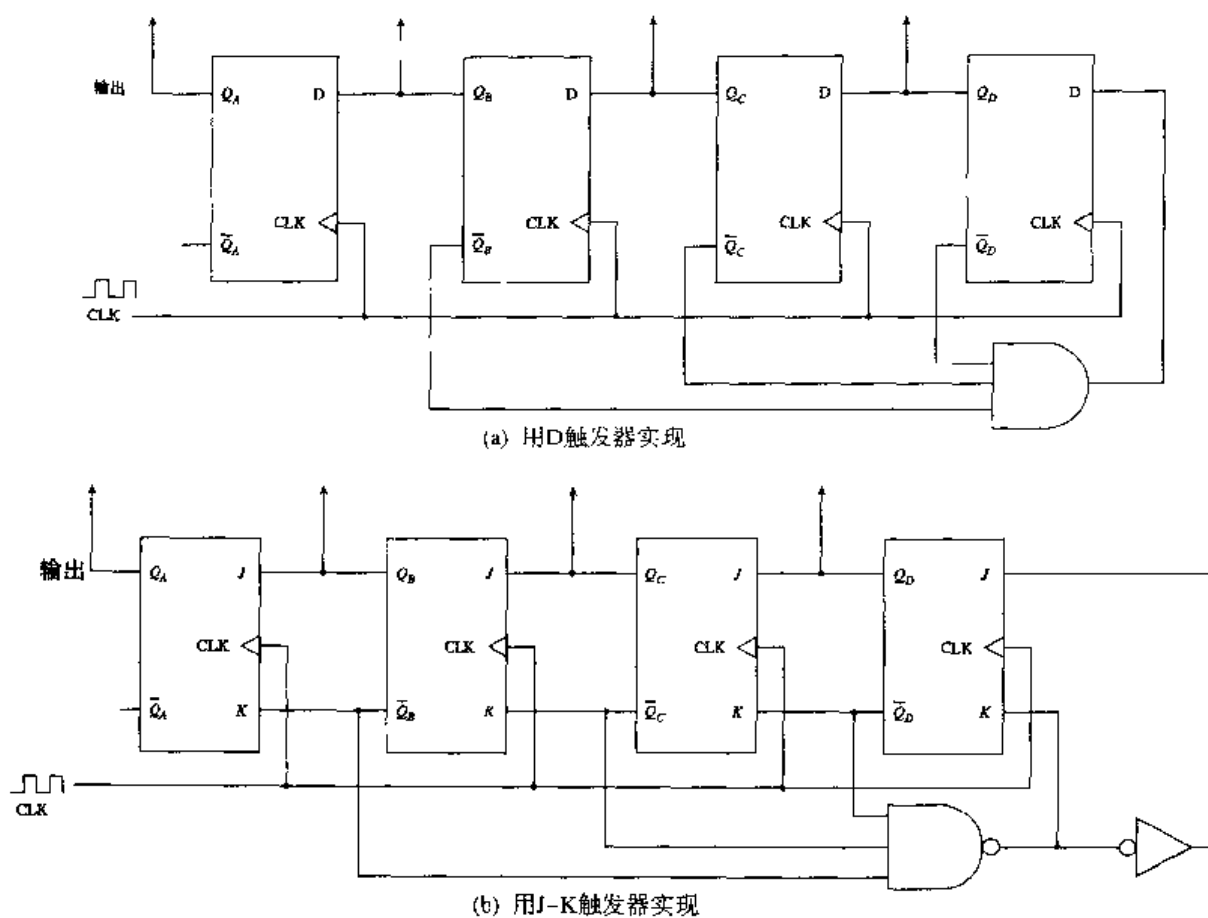 输出
Q_A D Q_B D Q_C D Q_D D
CLK CLK CLK CLK
Q̅_A Q̅_B Q̅_C Q̅_D
CLK
(a) 用D触发器实现
输出
Q_A J Q_B J Q_C J Q_D J
CLK CLK CLK CLK
Q̅_A K Q̅_B K Q̅_C K Q̅_D K
CLK
(b) 用J-K触发器实现